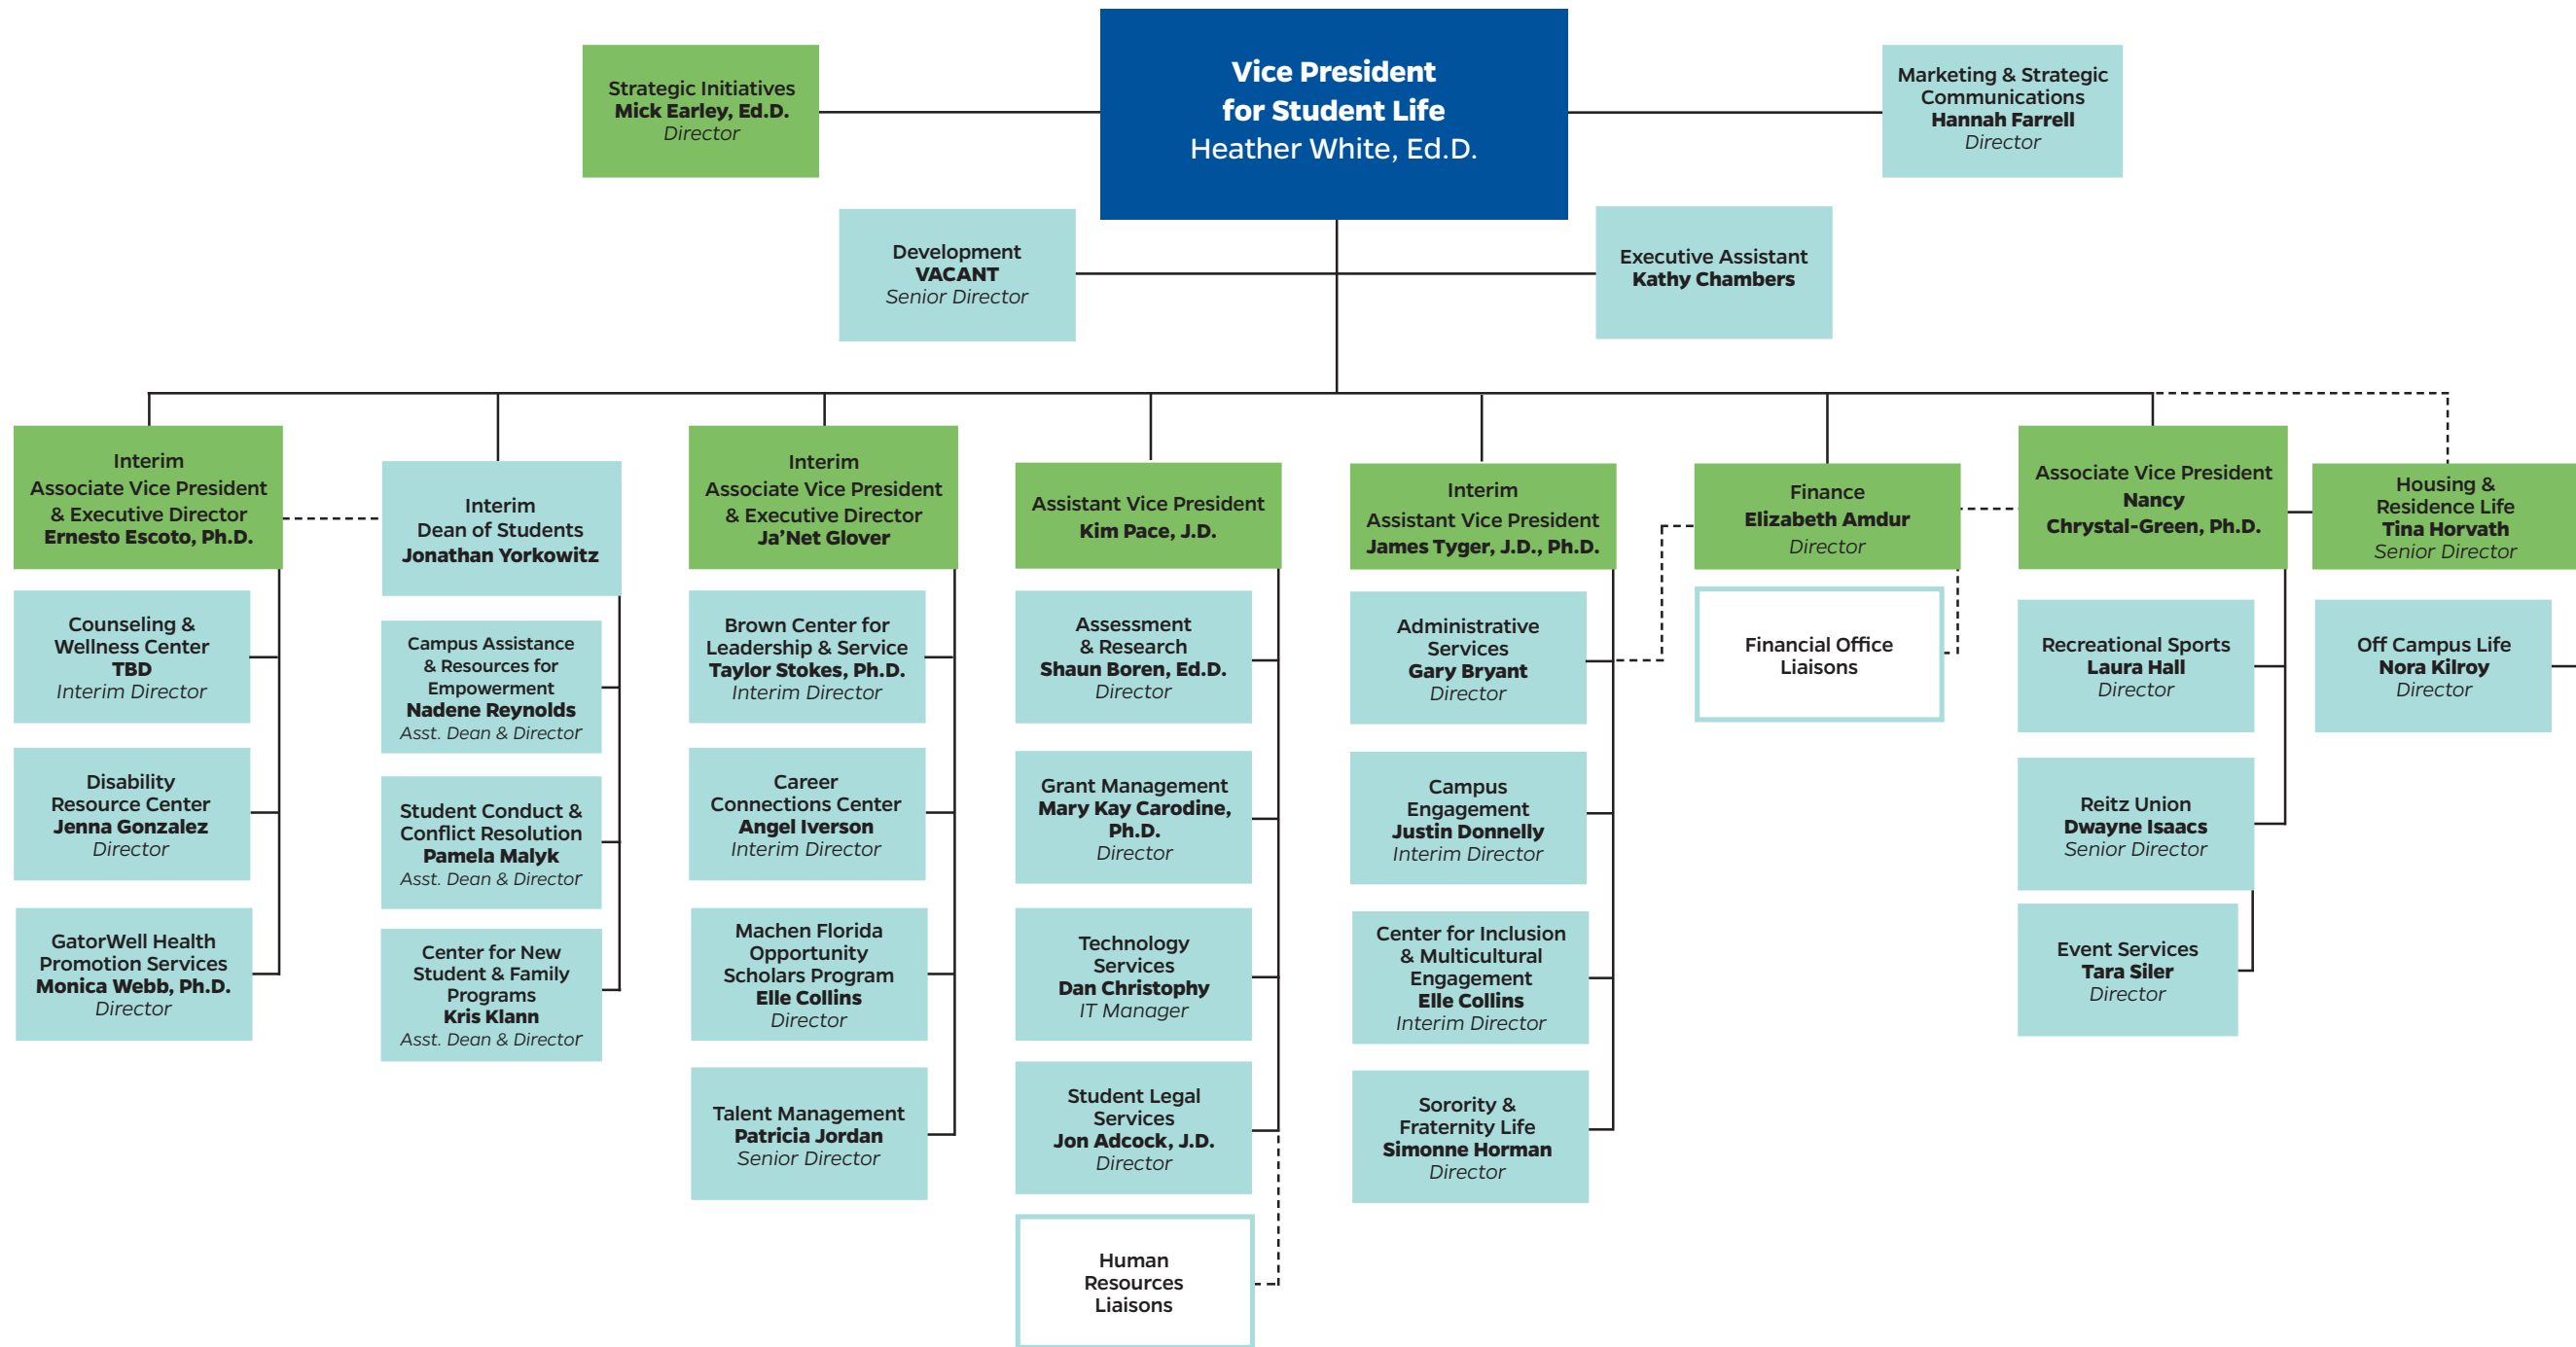 Vice President
for Student Life
Heather White, Ed.D.
Strategic Initiatives
Mick Earley, Ed.D.
Director
Marketing & Strategic
Communications
Hannah Farrell
Director
Development
VACANT
Senior Director
Executive Assistant
Kathy Chambers
Interim
Associate Vice President
& Executive Director
Ernesto Escoto, Ph.D.
Counseling &
Wellness Center
TBD
Interim Director
Disability
Resource Center
Jenna Gonzalez
Director
GatorWell Health
Promotion Services
Monica Webb, Ph.D.
Director
Interim
Dean of Students
Jonathan Yorkowitz
Campus Assistance
& Resources for
Empowerment
Nadene Reynolds
Asst. Dean & Director
Student Conduct &
Conflict Resolution
Pamela Malyk
Asst. Dean & Director
Center for New
Student & Family
Programs
Kris Klann
Asst. Dean & Director
Interim
Associate Vice President
& Executive Director
Ja’Net Glover
Brown Center for
Leadership & Service
Taylor Stokes, Ph.D.
Interim Director
Career
Connections Center
Angel Iverson
Interim Director
Machen Florida
Opportunity
Scholars Program
Elle Collins
Director
Talent Management
Patricia Jordan
Senior Director
Assistant Vice President
Kim Pace, J.D.
Assessment
& Research
Shaun Boren, Ed.D.
Director
Grant Management
Mary Kay Carodine,
Ph.D.
Director
Technology
Services
Dan Christophy
IT Manager
Student Legal
Services
Jon Adcock, J.D.
Director
Human
Resources
Liaisons
Interim
Assistant Vice President
James Tyger, J.D., Ph.D.
Administrative
Services
Gary Bryant
Director
Campus
Engagement
Justin Donnelly
Interim Director
Center for Inclusion
& Multicultural
Engagement
Elle Collins
Interim Director
Sorority &
Fraternity Life
Simonne Horman
Director
Finance
Elizabeth Amdur
Director
Financial Office
Liaisons
Associate Vice President
Nancy
Chrystal-Green, Ph.D.
Recreational Sports
Laura Hall
Director
Reitz Union
Dwayne Isaacs
Senior Director
Event Services
Tara Siler
Director
Housing &
Residence Life
Tina Horvath
Senior Director
Off Campus Life
Nora Kilroy
Director